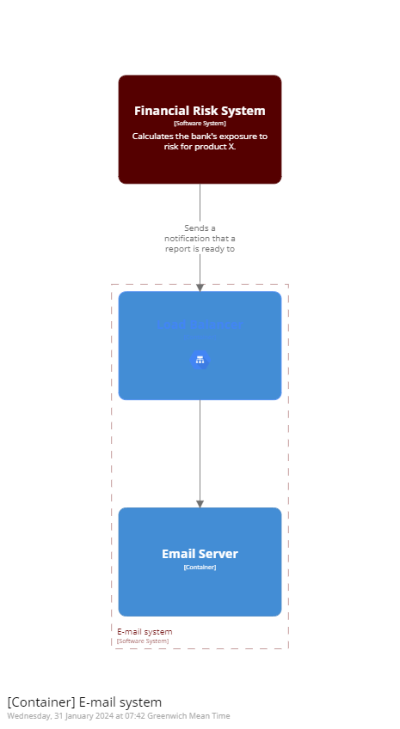 Financial Risk System
[Software System]
Calculates the bank's exposure to
risk for product X.
Sends a
notification that a
report is ready to
Email Server
[Container]
E-mail system
[Software System]
[Container] E-mail system
Wednesday, 31 January 2024 at 07:42 Greenwich Mean Time